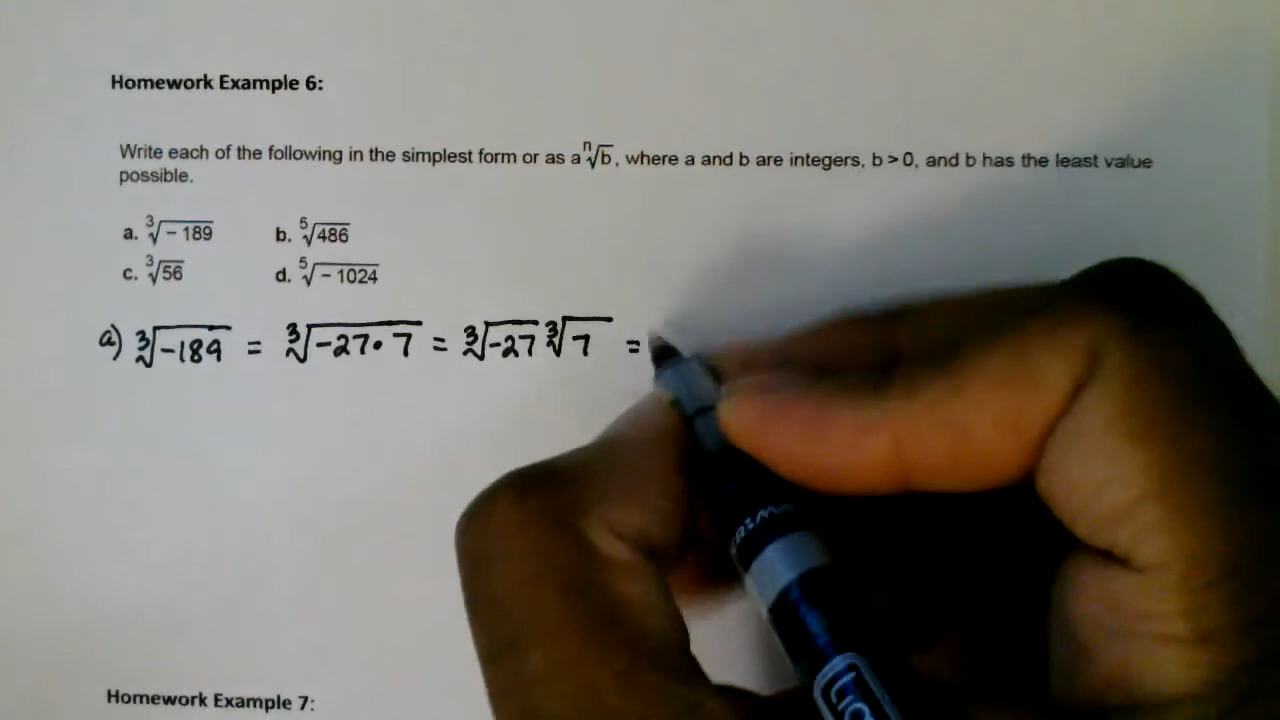 Homework Example 6:
Write each of the following in the simplest form or as a ⁿ√b, where a and b are integers, b > 0, and b has the least value
possible.
a. ³√-189 b. ⁵√486
c. ³√56 d. ⁵√-1024
a) ³√-189 = ³√-27·7 = ³√-27 ³√7 =
Homework Example 7: